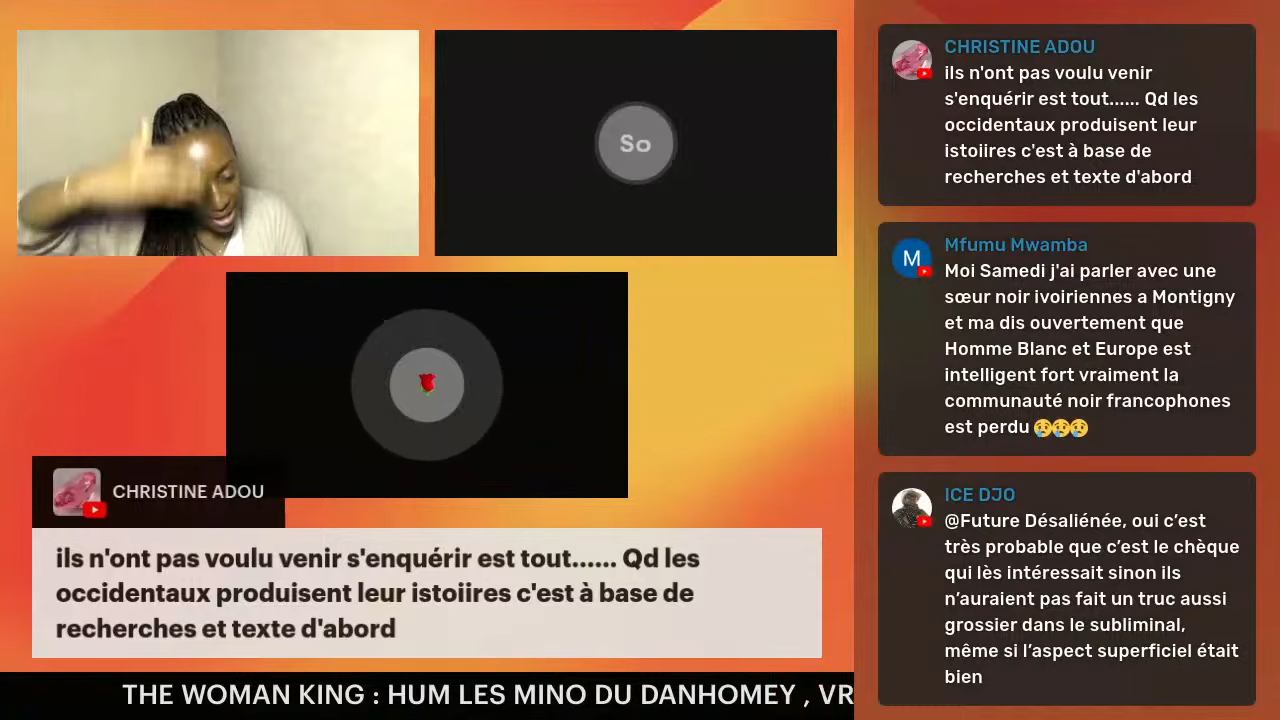 So
CHRISTINE ADOU
ils n'ont pas voulu venir s'enquérir est tout...... Qd les
occidentaux produisent leur istoiires c'est à base de
recherches et texte d'abord
THE WOMAN KING : HUM LES MINO DU DANHOMEY , VR
CHRISTINE ADOU
ils n'ont pas voulu venir
s'enquérir est tout...... Qd les
occidentaux produisent leur
istoiires c'est à base de
recherches et texte d'abord
M
Mfumu Mwamba
Moi Samedi j'ai parler avec une
sœur noir ivoiriennes a Montigny
et ma dis ouvertement que
Homme Blanc et Europe est
intelligent fort vraiment la
communauté noir francophones
est perdu 😢😢😢
ICE DJO
@Future Désaliénée, oui c’est
très probable que c’est le chèque
qui lès intéressait sinon ils
n’auraient pas fait un truc aussi
grossier dans le subliminal,
même si l’aspect superficiel était
bien